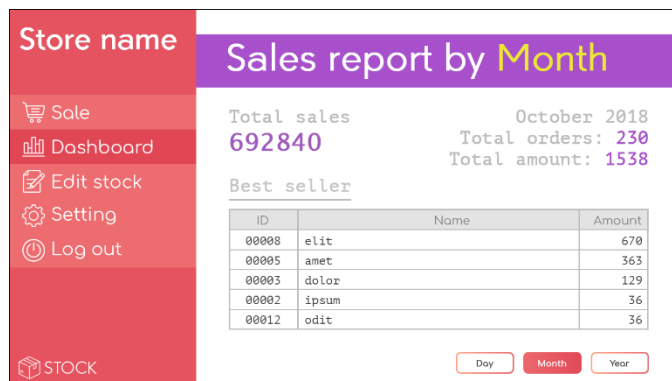 Store name
Sale
Dashboard
Edit stock
Setting
Log out
STOCK
Sales report by Month
Total sales
692840
October 2018
Total orders: 230
Total amount: 1538
Best seller
ID Name Amount
00008 elit 670
00005 amet 363
00003 dolor 129
00002 ipsum 36
00012 odit 36
Day Month Year